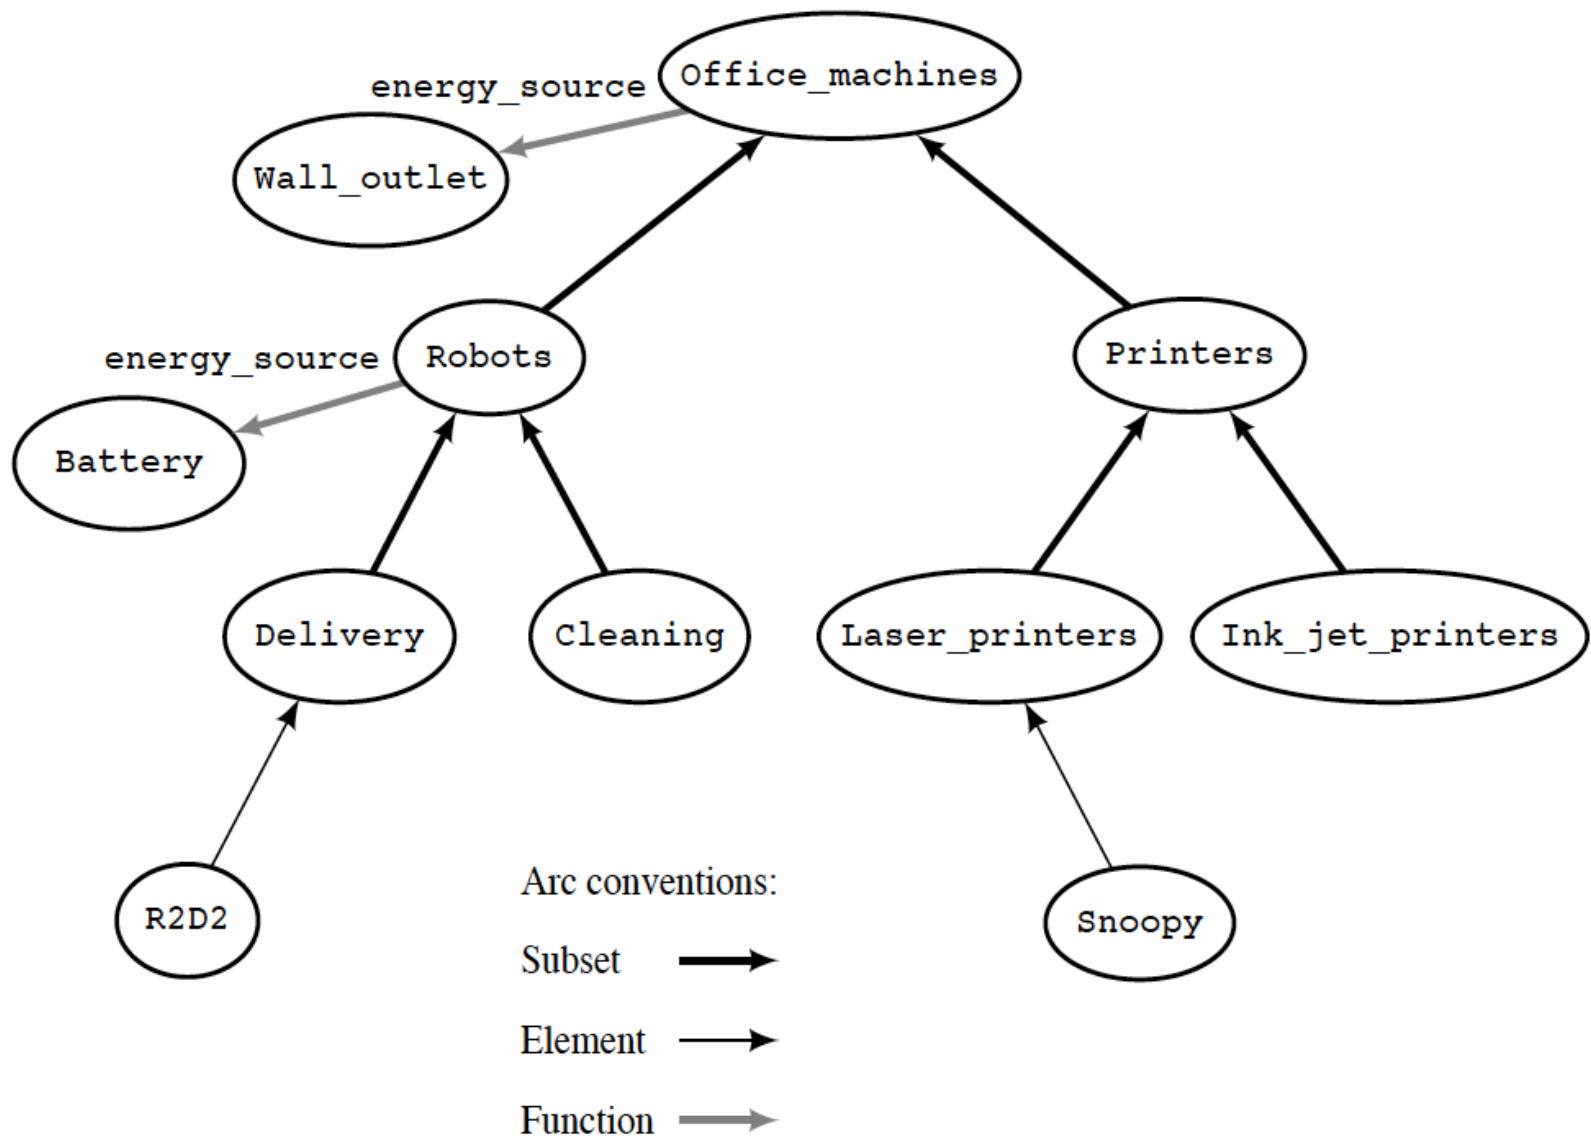 Office_machines
energy_source
Wall_outlet
energy_source
Robots
Printers
Battery
Delivery
Cleaning
Laser_printers
Ink_jet_printers
R2D2
Snoopy
Arc conventions:
Subset
Element
Function